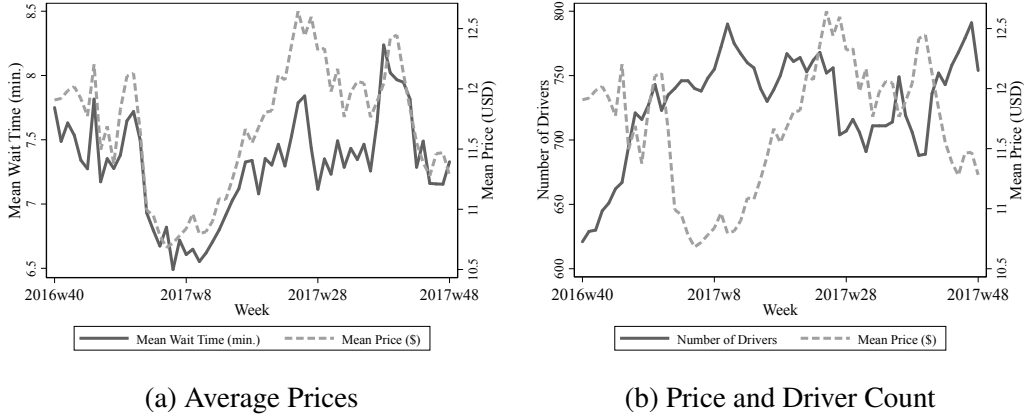 8.5
8
7.5
7
6.5
Mean Wait Time (min.)
12.5
12
11.5
11
10.5
Mean Price (USD)
2016w40
2017w8
2017w28
2017w48
Week
Mean Wait Time (min.)
Mean Price ($)
(a) Average Prices
800
750
700
650
600
Number of Drivers
12.5
12
11.5
11
10.5
Mean Price (USD)
2016w40
2017w8
2017w28
2017w48
Week
Number of Drivers
Mean Price ($)
(b) Price and Driver Count